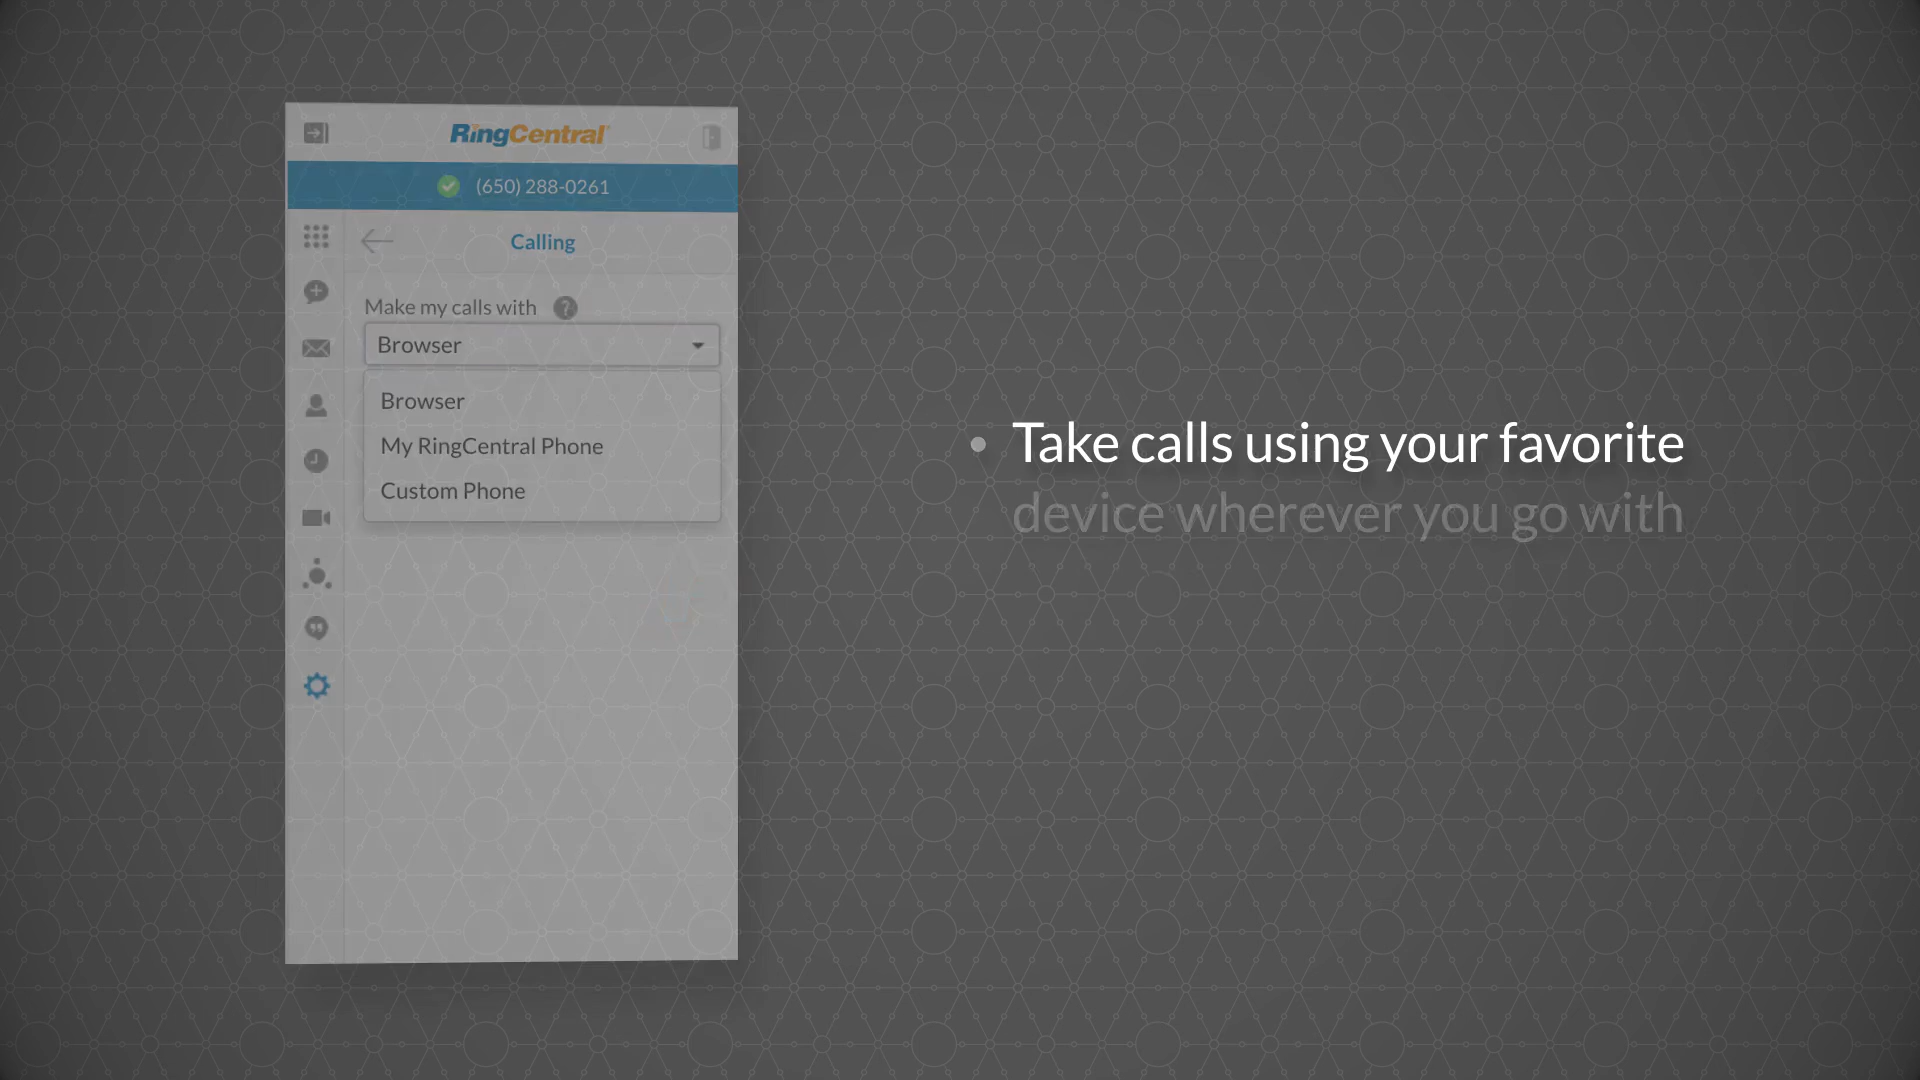 RingCentral
(650) 288-0261
Calling
Make my calls with ?
Browser
Browser
My RingCentral Phone
Custom Phone
• Take calls using your favorite
device wherever you go with